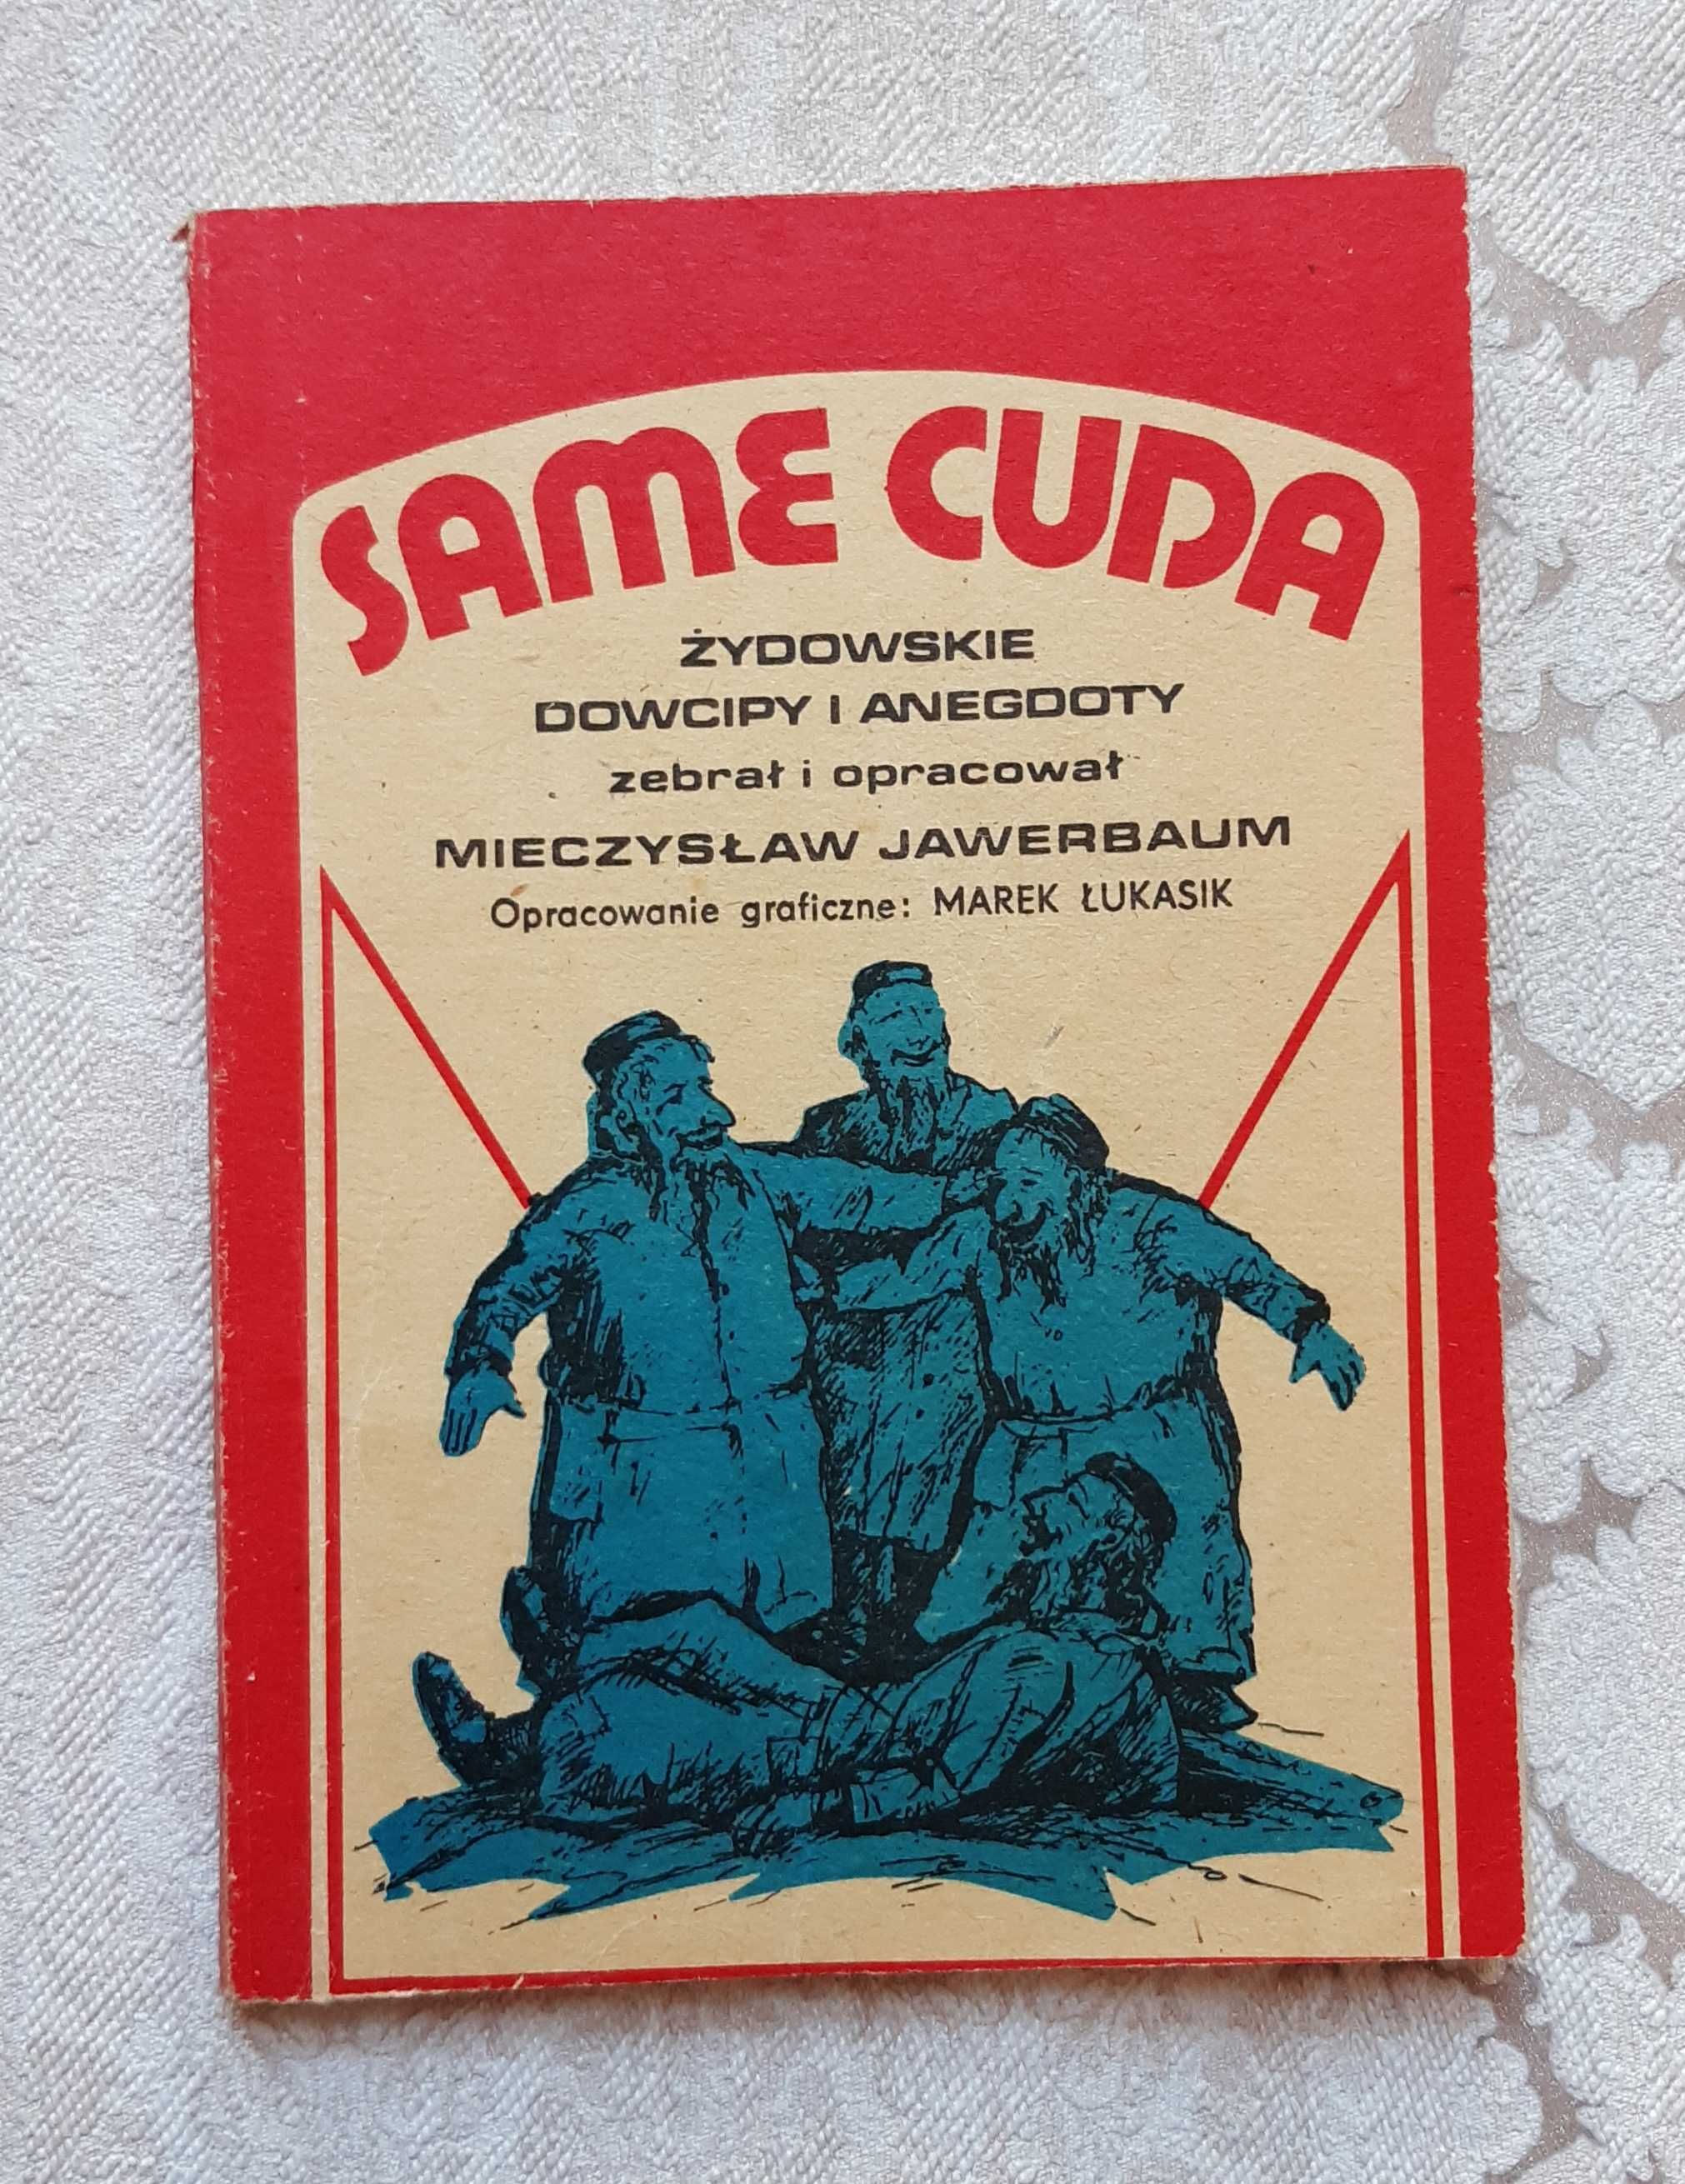 SAME CUDA
ŻYDOWSKIE
DOWCIPY I ANEGDOTY
zebrał i opracował
MIECZYSŁAW JAWERBAUM
Opracowanie graficzne: MAREK ŁUKASIK